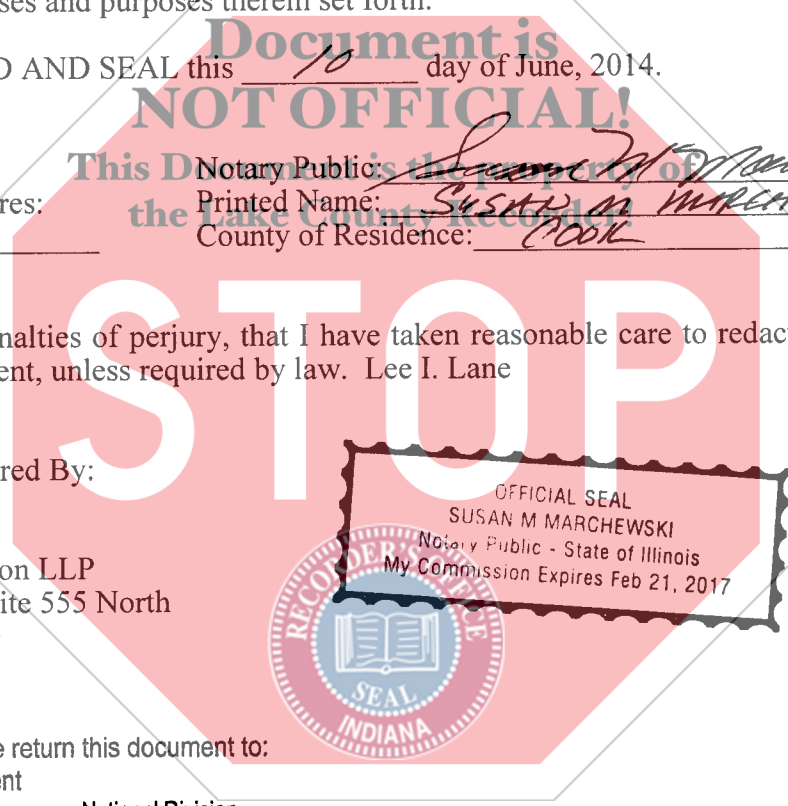 ses and purposes therein set forth.
Document is
D AND SEAL this 10 day of June, 2014.
NOT OFFICIAL!
This Document is the property of
Notary Public:
res:
Printed Name: SUSAN M MARCHE
the Lake County Recorder!
County of Residence: COOK
STOP
nalties of perjury, that I have taken reasonable care to redact
ent, unless required by law. Lee I. Lane
red By:
OFFICIAL SEAL
SUSAN M MARCHEWSKI
Notary Public - State of Illinois
My Commission Expires Feb 21, 2017
on LLP
ite 555 North
RECORDER'S OFFICE
SEAL
INDIANA
e return this document to:
ent
National Division